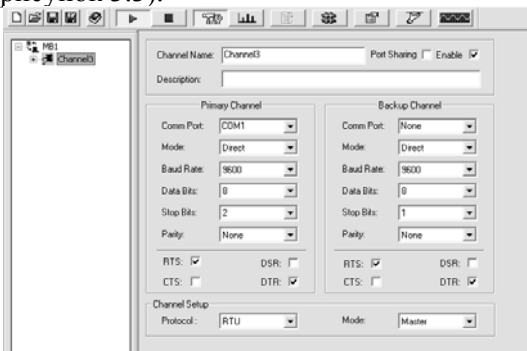 рисунок 3.3).
MB1
Channel3
Channel Name: Channel3 Port Sharing Enable
Description:
Primary Channel Backup Channel
Comm Port: COM1 Comm Port: None
Mode: Direct Mode: Direct
Baud Rate: 9600 Baud Rate: 9600
Data Bits: 8 Data Bits: 8
Stop Bits: 2 Stop Bits: 1
Parity: None Parity: None
RTS: DSR: RTS: DSR:
CTS: DTR: CTS: DTR:
Channel Setup
Protocol : RTU Mode: Master